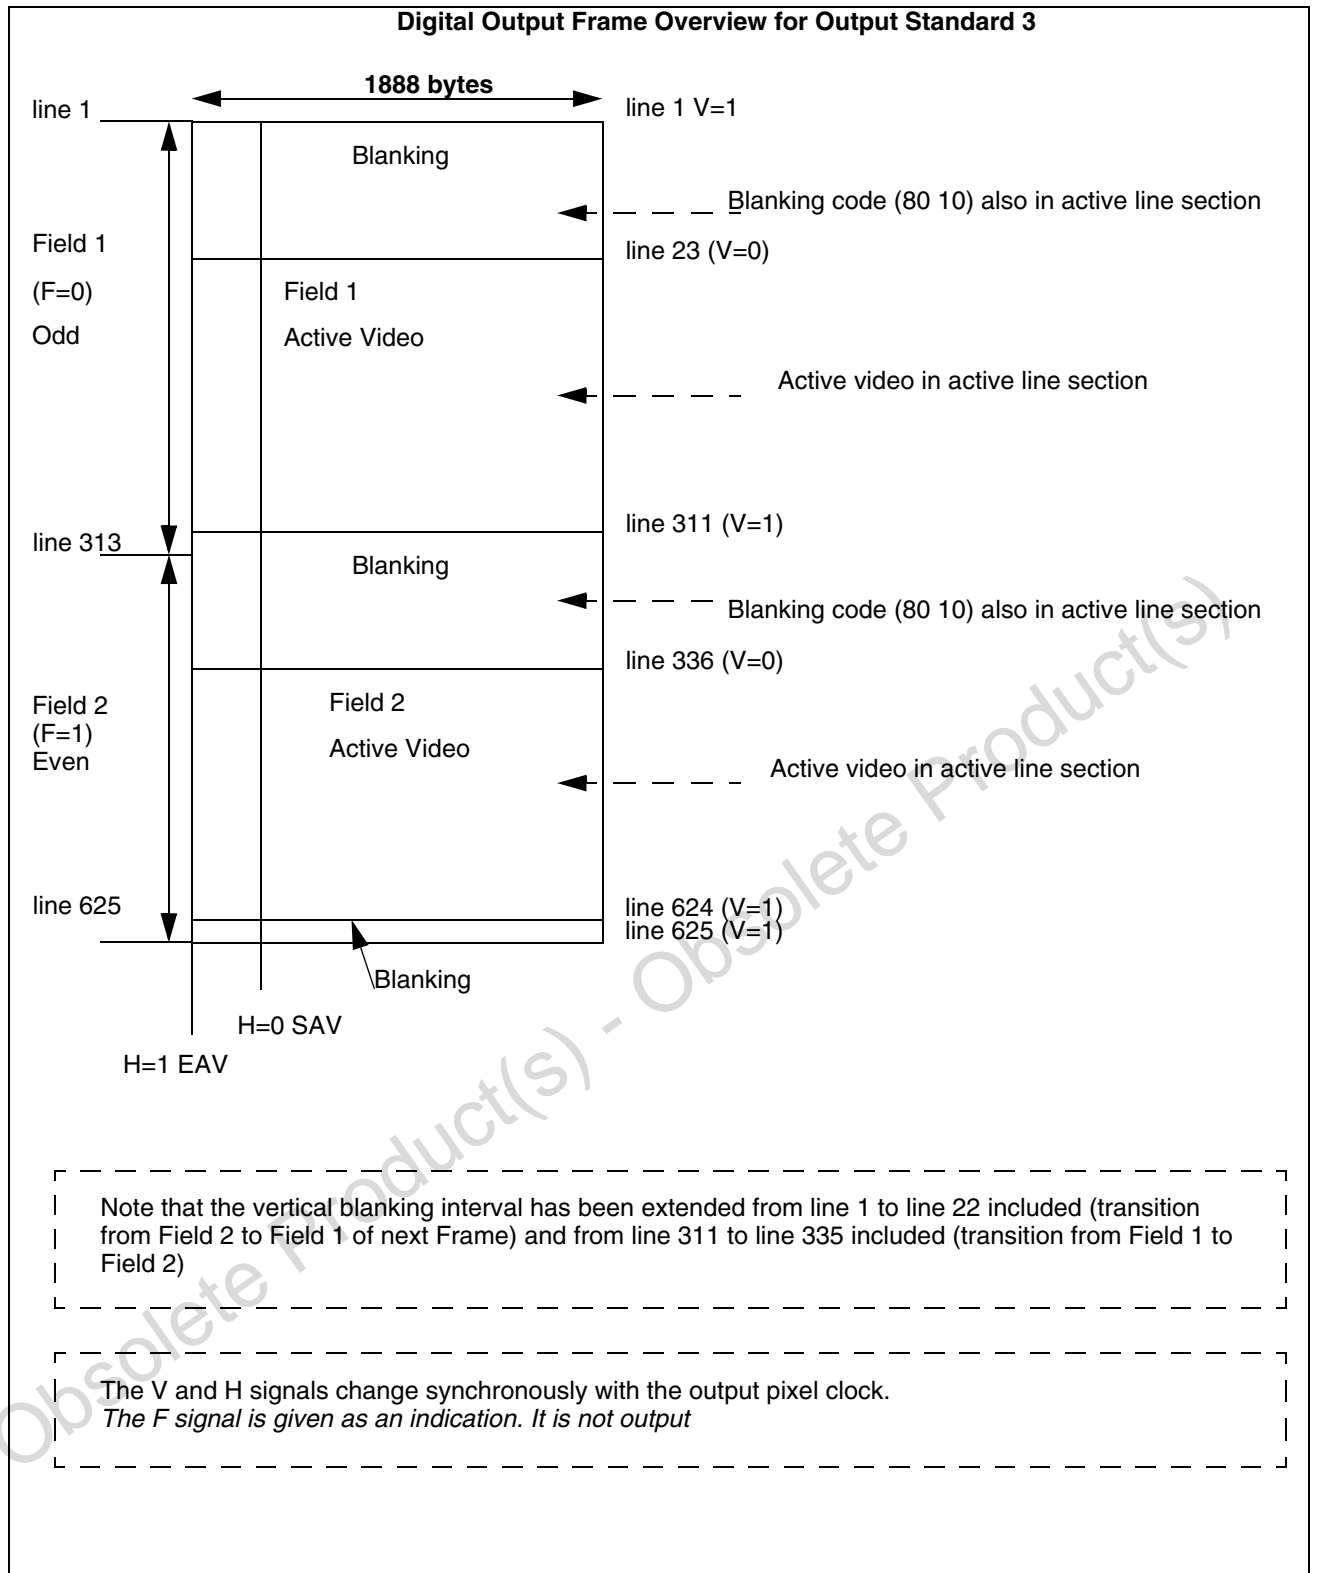 Digital Output Frame Overview for Output Standard 3
1888 bytes
line 1
line 1 V=1
Blanking
Blanking code (80 10) also in active line section
Field 1
(F=0)
Odd
line 23 (V=0)
Field 1
Active Video
Active video in active line section
line 311 (V=1)
line 313
Blanking
Blanking code (80 10) also in active line section
line 336 (V=0)
Field 2
(F=1)
Even
Field 2
Active Video
Active video in active line section
line 625
line 624 (V=1)
line 625 (V=1)
Blanking
H=0 SAV
H=1 EAV
Note that the vertical blanking interval has been extended from line 1 to line 22 included (transition
from Field 2 to Field 1 of next Frame) and from line 311 to line 335 included (transition from Field 1 to
Field 2)
The V and H signals change synchronously with the output pixel clock.
The F signal is given as an indication. It is not output
Obsolete Product(s) - Obsolete Product(s)